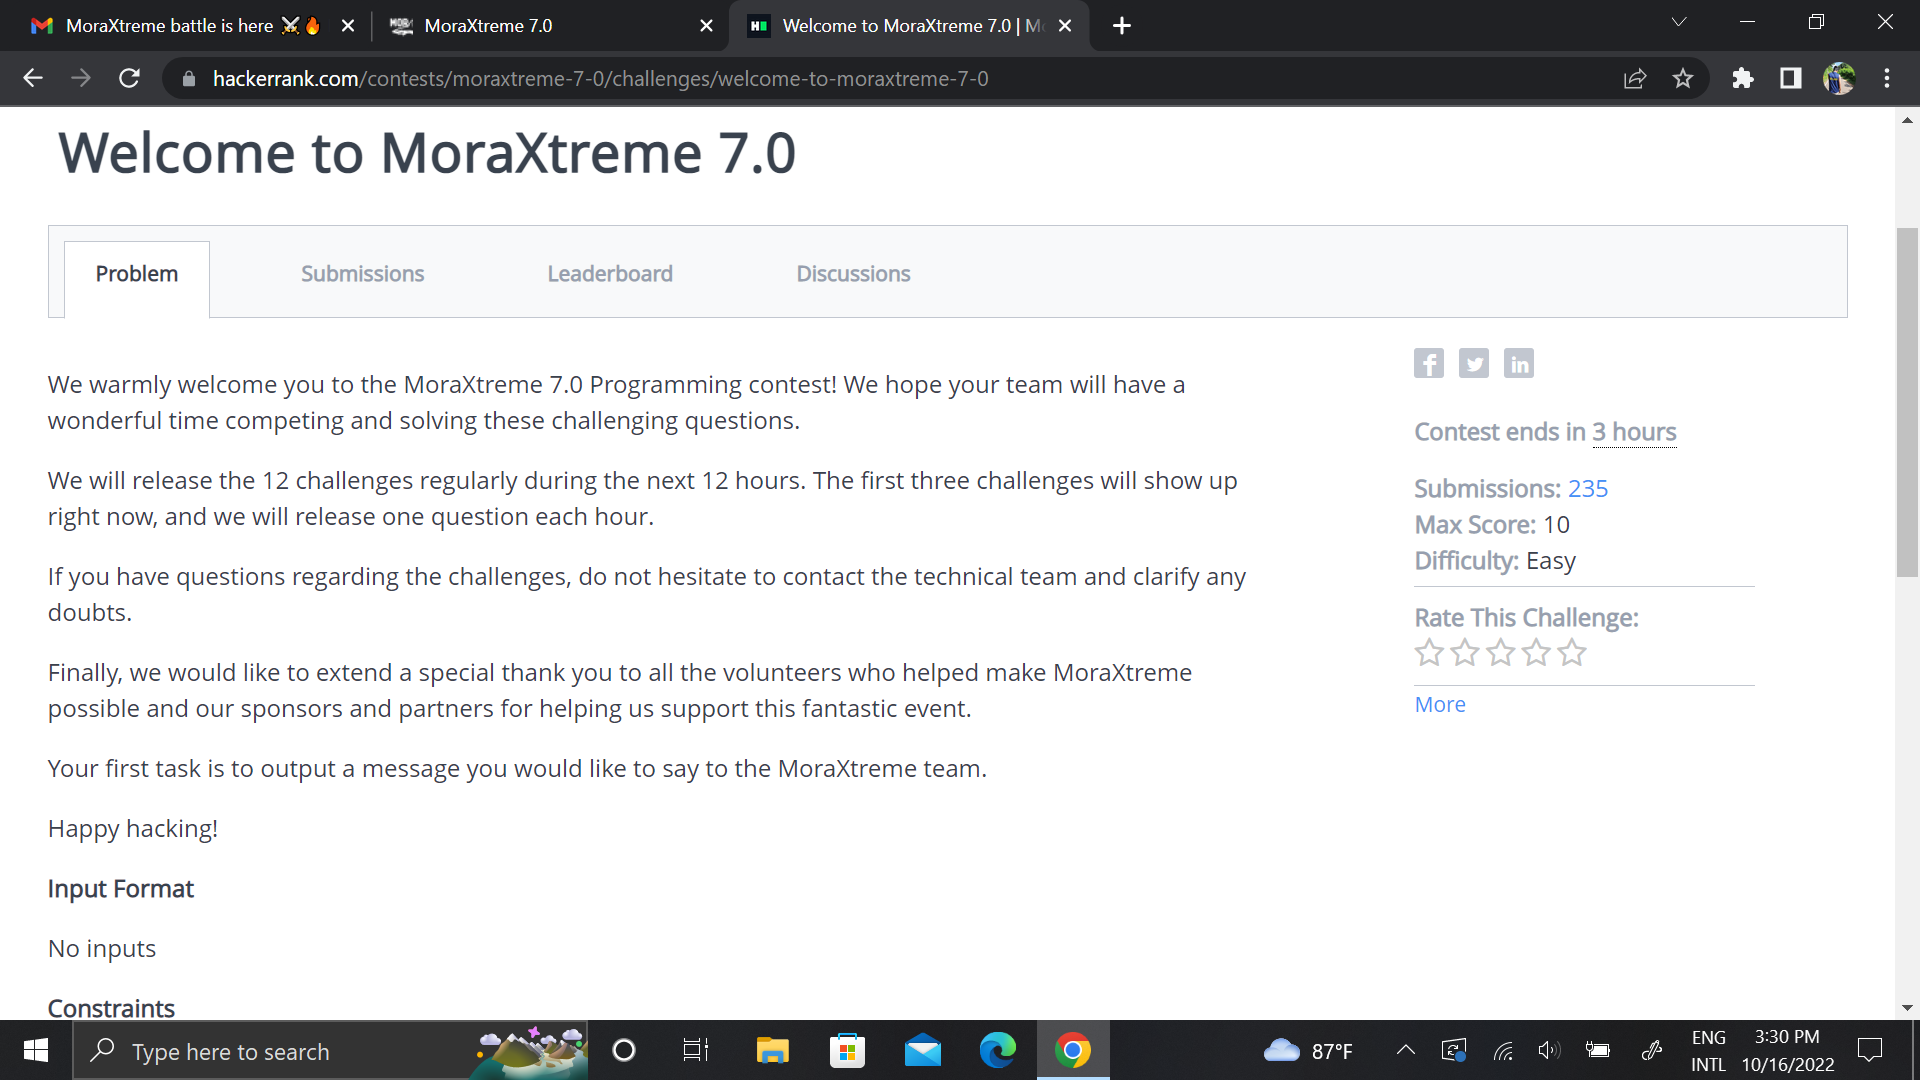 MoraXtreme battle is here ⚔🔥
MoraXtreme 7.0
Welcome to MoraXtreme 7.0 | Mo
hackerrank.com/contests/moraxtreme-7-0/challenges/welcome-to-moraxtreme-7-0
Welcome to MoraXtreme 7.0
Problem
Submissions
Leaderboard
Discussions
We warmly welcome you to the MoraXtreme 7.0 Programming contest! We hope your team will have a
wonderful time competing and solving these challenging questions.
We will release the 12 challenges regularly during the next 12 hours. The first three challenges will show up
right now, and we will release one question each hour.
If you have questions regarding the challenges, do not hesitate to contact the technical team and clarify any
doubts.
Finally, we would like to extend a special thank you to all the volunteers who helped make MoraXtreme
possible and our sponsors and partners for helping us support this fantastic event.
Your first task is to output a message you would like to say to the MoraXtreme team.
Happy hacking!
Input Format
No inputs
Constraints
Contest ends in 3 hours
Submissions: 235
Max Score: 10
Difficulty: Easy
Rate This Challenge:
More
Type here to search
87°F
ENG
INTL
3:30 PM
10/16/2022